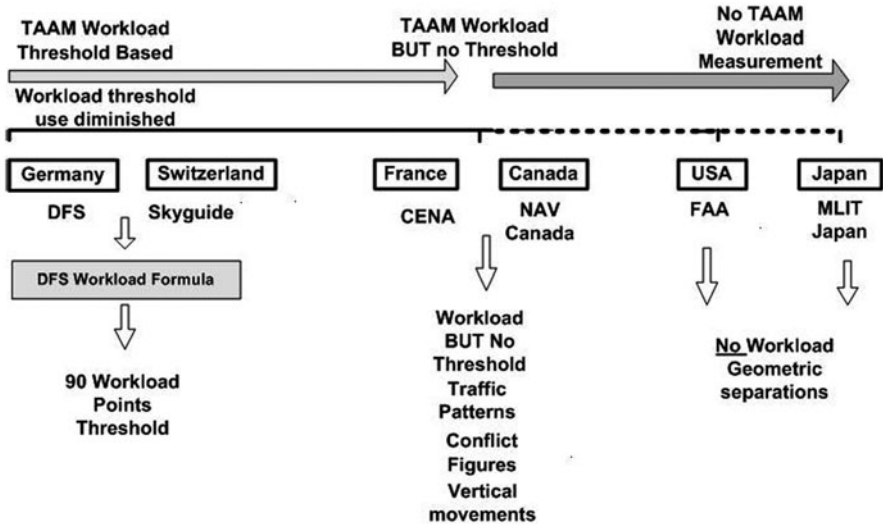 TAAM Workload
Threshold Based
TAAM Workload
BUT no Threshold
No TAAM
Workload
Measurement
Workload threshold
use diminished
Germany
Switzerland
France
Canada
USA
Japan
DFS
Skyguide
CENA
NAV
Canada
FAA
MLIT
Japan
DFS Workload Formula
90 Workload
Points
Threshold
Workload
BUT No
Threshold
Traffic
Patterns
Conflict
Figures
Vertical
movements
No Workload
Geometric
separations